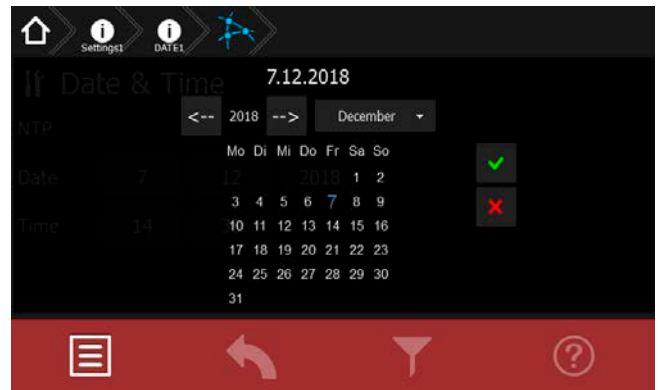 Settings1 DATE1
Date & Time
7.12.2018
<-- 2018 --> December
NTP
Mo Di Mi Do Fr Sa So
Date 7 12 2018
1 2
3 4 5 6 7 8 9
Time 14
10 11 12 13 14 15 16
17 18 19 20 21 22 23
24 25 26 27 28 29 30
31